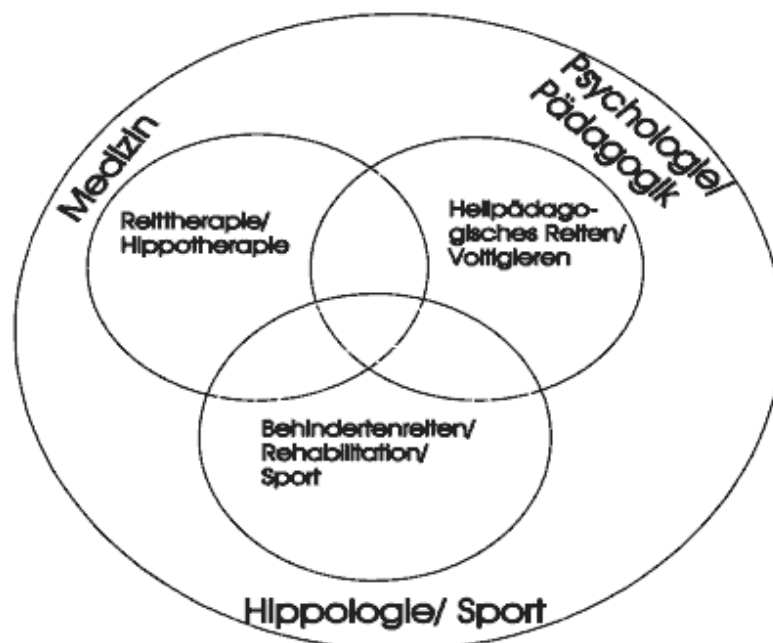 Medizin
Psychologie/
Pädagogik
Reittherapie/
Hippotherapie
Heilpädago-
gisches Reiten/
Voltigieren
Behindertenreiten/
Rehabilitation/
Sport
Hippologie/ Sport